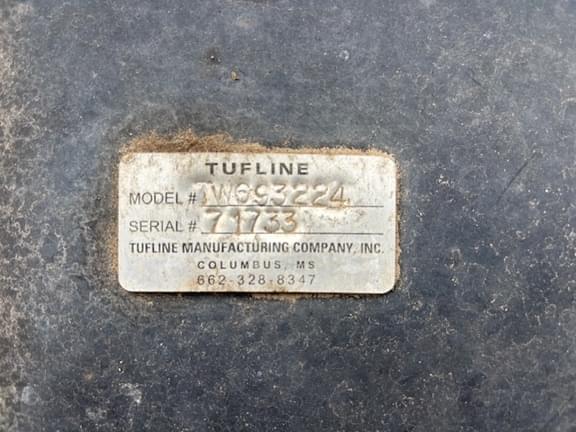 TUFLINE
MODEL # TW693224
SERIAL # 71733
TUFLINE MANUFACTURING COMPANY, INC.
COLUMBUS, MS
662-328-8347